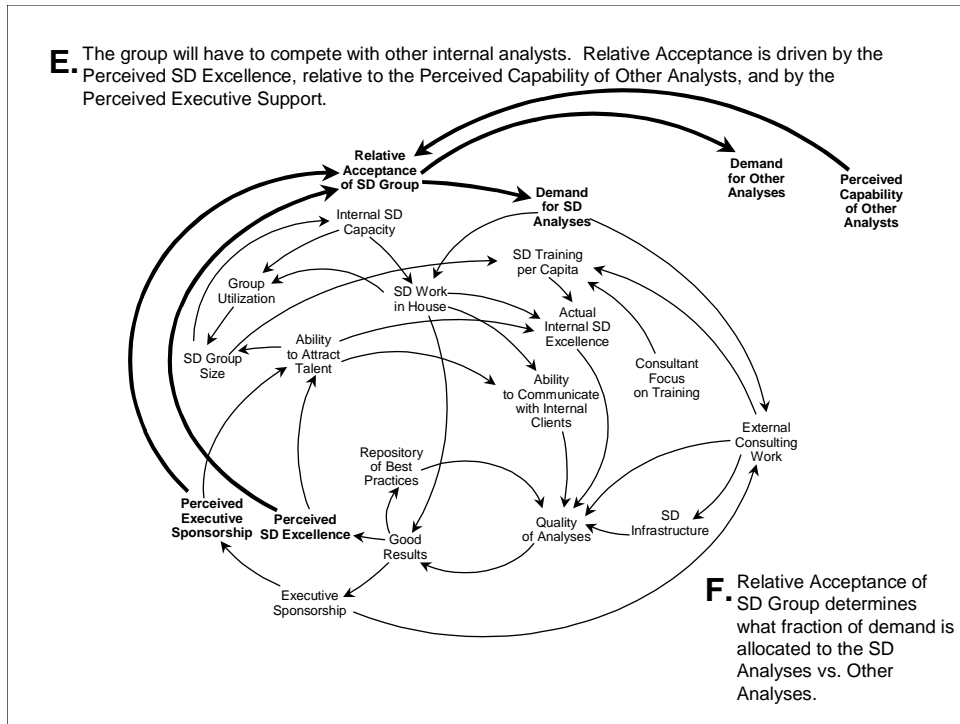 E. The group will have to compete with other internal analysts.  Relative Acceptance is driven by the
Perceived SD Excellence, relative to the Perceived Capability of Other Analysts, and by the
Perceived Executive Support.
Relative
Acceptance
of SD Group
Demand
for Other
Analyses
Perceived
Capability
of Other
Analysts
Demand
for SD
Analyses
Internal SD
Capacity
SD Training
per Capita
Group
Utilization
SD Work
in House
Actual
Internal SD
Excellence
SD Group
Size
Ability
to Attract
Talent
Consultant
Focus
on Training
Ability
to Communicate
with Internal
Clients
External
Consulting
Work
Repository
of Best
Practices
Perceived
Executive
Sponsorship
Perceived
SD Excellence
Good
Results
Quality
of Analyses
SD
Infrastructure
Executive
Sponsorship
F. Relative Acceptance of
SD Group determines
what fraction of demand is
allocated to the SD
Analyses vs. Other
Analyses.